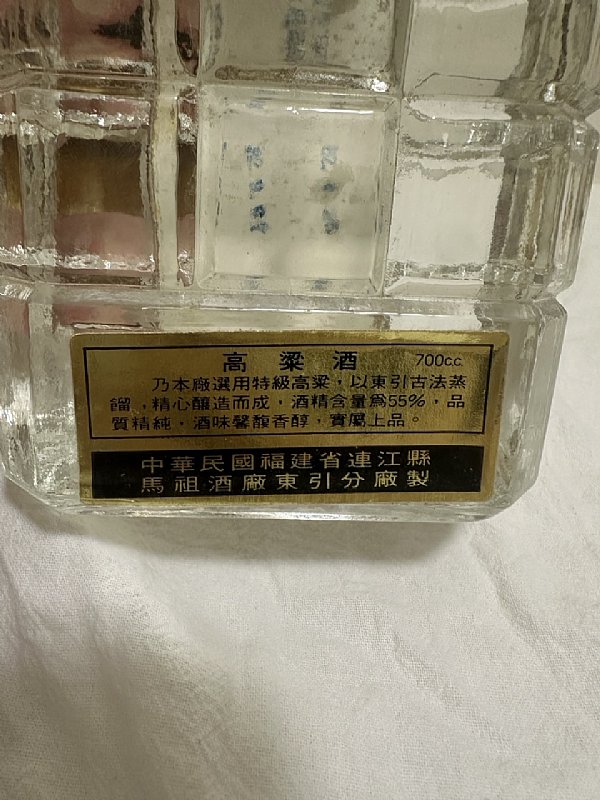 高粱酒 700c.c.
乃本廠選用特級高梁，以東引古法蒸
餾，精心釀造而成，酒精含量爲55%，品
質精純，酒味馨馥香醇，實屬上品。
中華民國福建省連江縣
馬祖酒廠東引分廠製